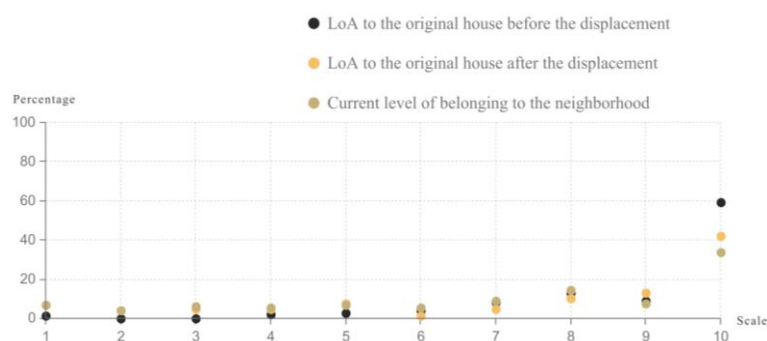 LoA to the original house before the displacement
LoA to the original house after the displacement
Current level of belonging to the neighborhood
Percentage
100
80
60
40
20
0
1 2 3 4 5 6 7 8 9 10
Scale